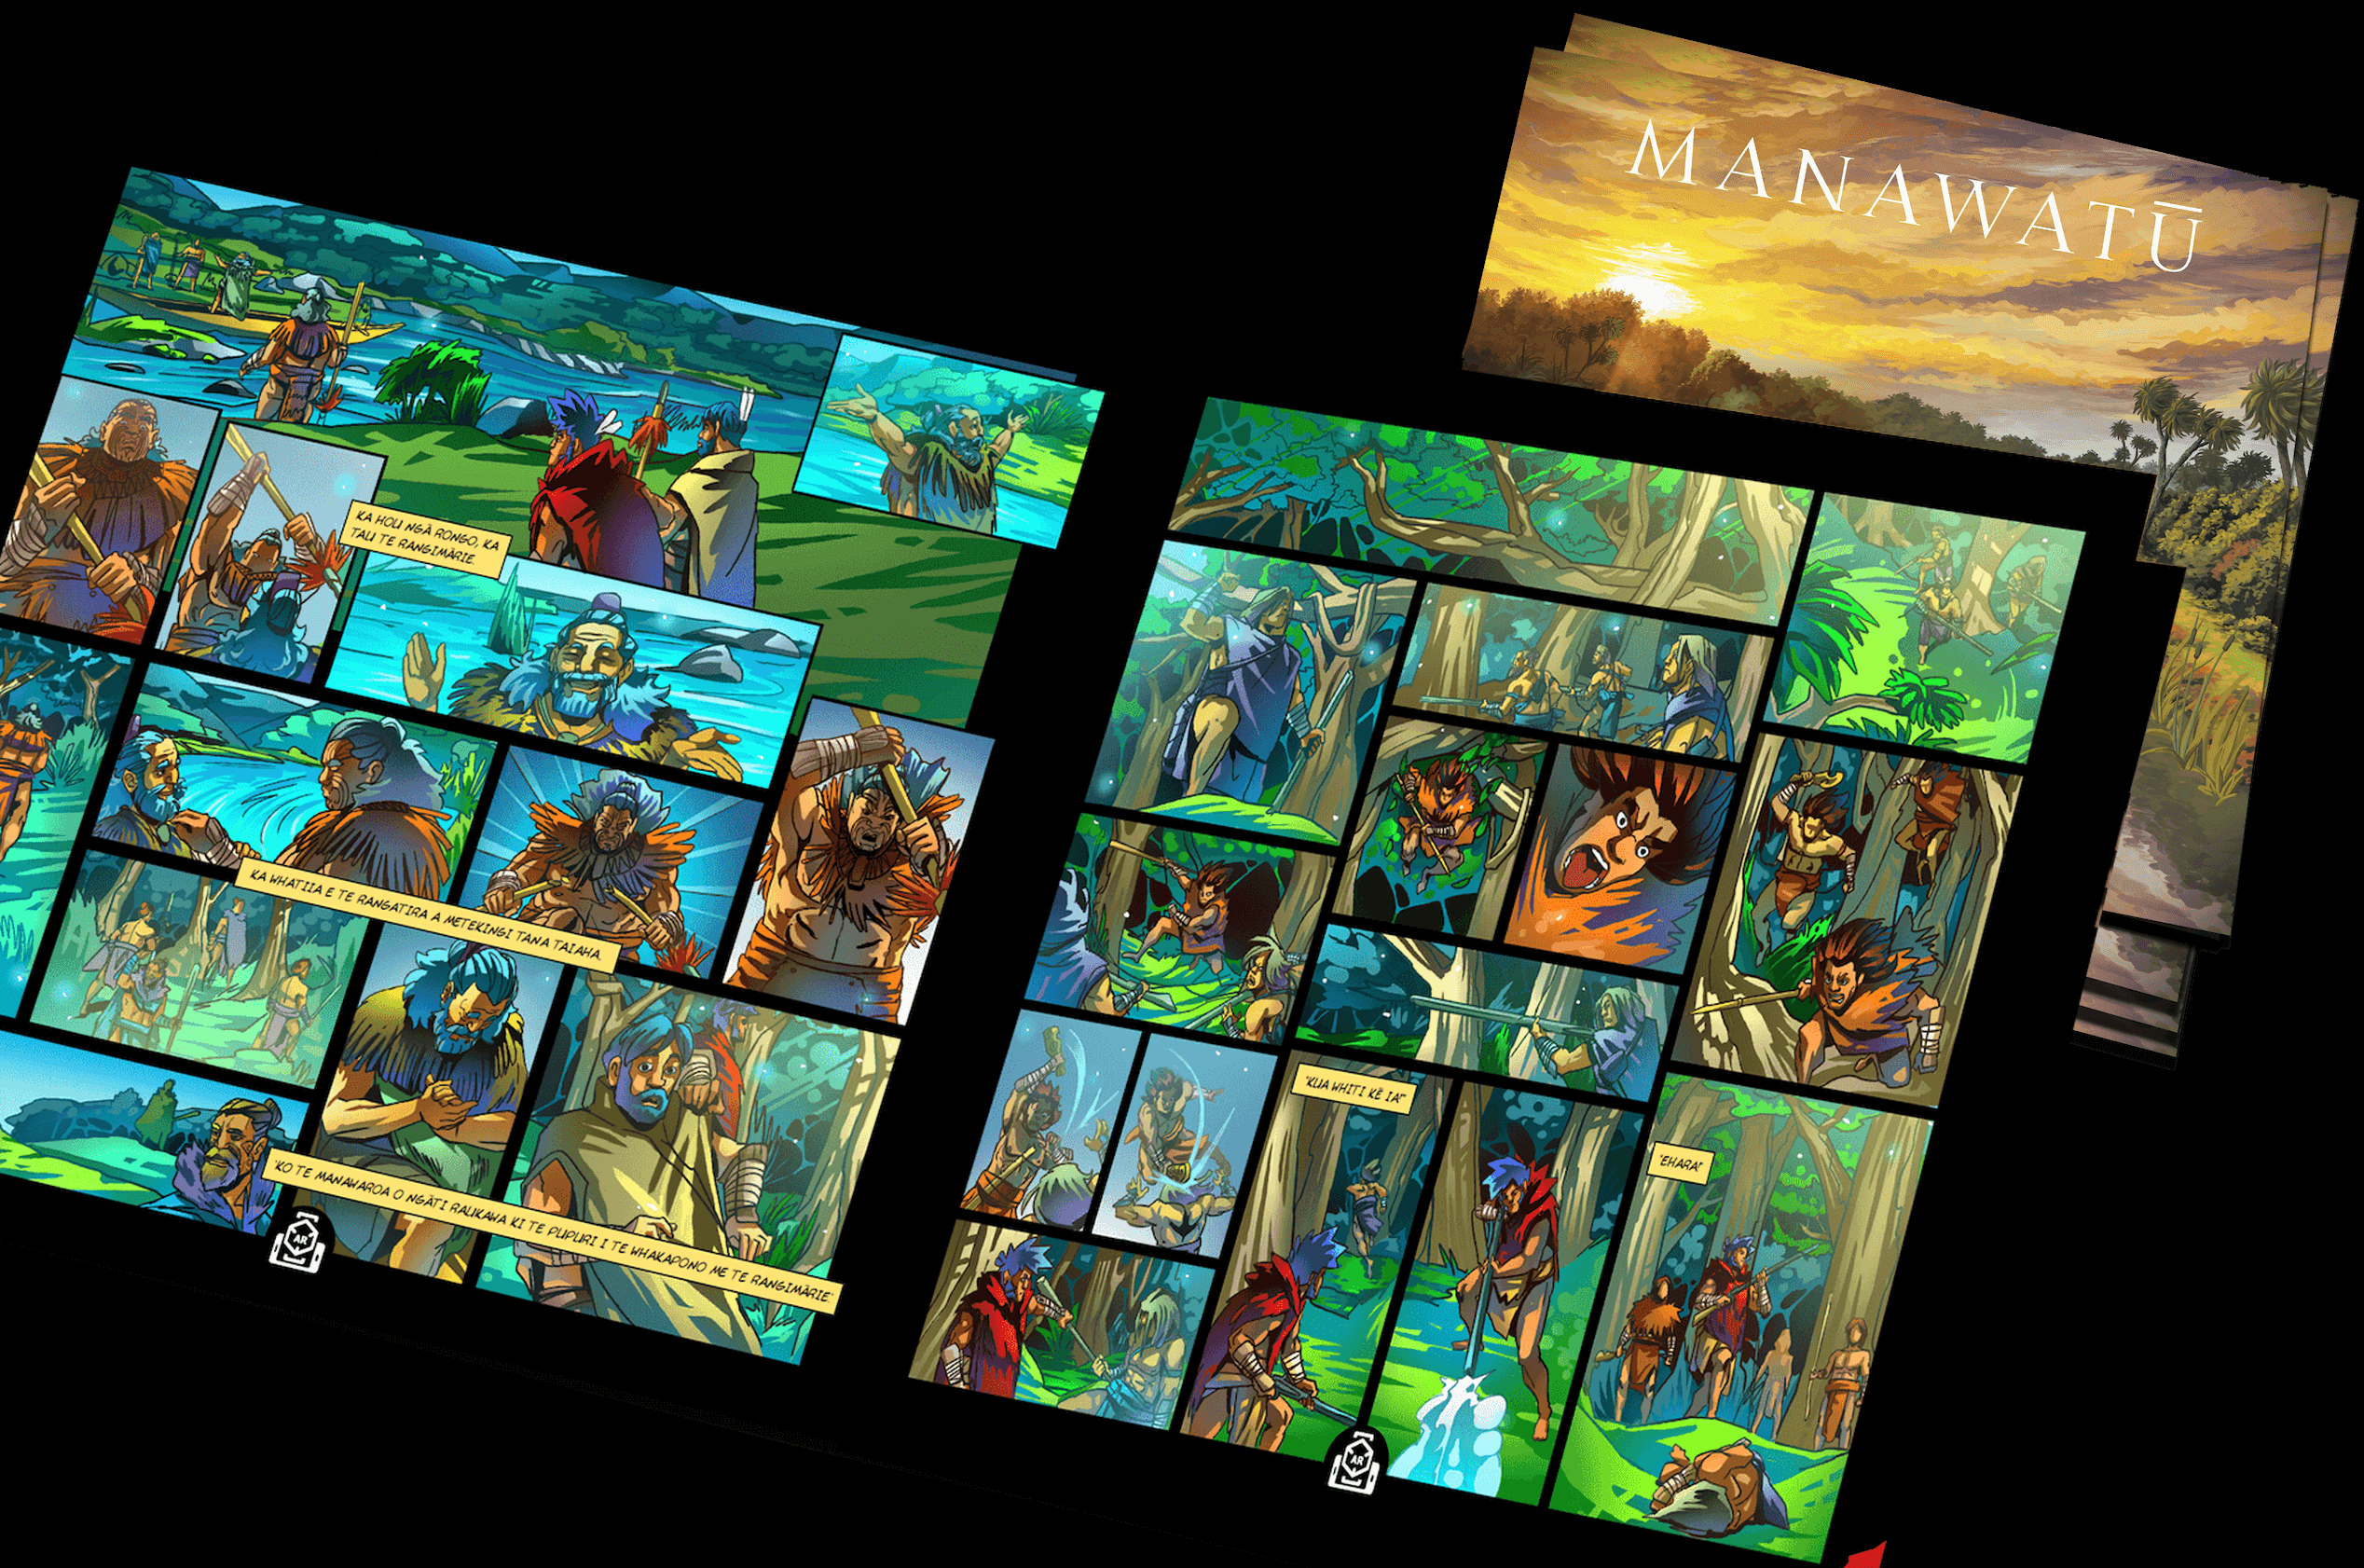 MANAWATŪ
KA HOU NGĀ RONGO, KA
TAU TE RANGIMĀRIE.
KA WHATIIA E TE RANGATIRA A METEKINGI TANA TAIAHA.
'KO TE MANAWAROA O NGĀTI RAUKAWA KI TE PUPURI I TE WHAKAPONO ME TE RANGIMĀRIE'
AR
"KUA WHITI KĒ IA!"
"EHARA!"
AR